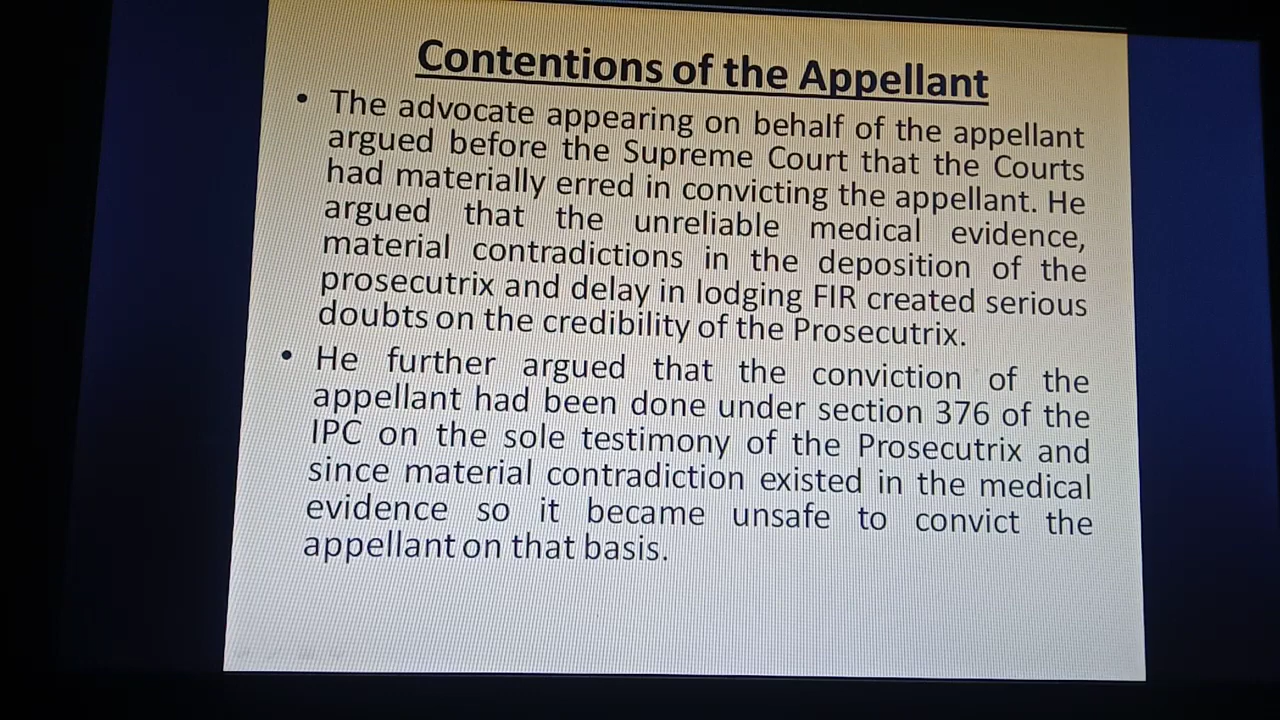 Contentions of the Appellant
• The advocate appearing on behalf of the appellant
argued before the Supreme Court that the Courts
had materially erred in convicting the appellant. He
argued that the unreliable medical evidence,
material contradictions in the deposition of the
prosecutrix and delay in lodging FIR created serious
doubts on the credibility of the Prosecutrix.
• He further argued that the conviction of the
appellant had been done under section 376 of the
IPC on the sole testimony of the Prosecutrix and
since material contradiction existed in the medical
evidence so it became unsafe to convict the
appellant on that basis.